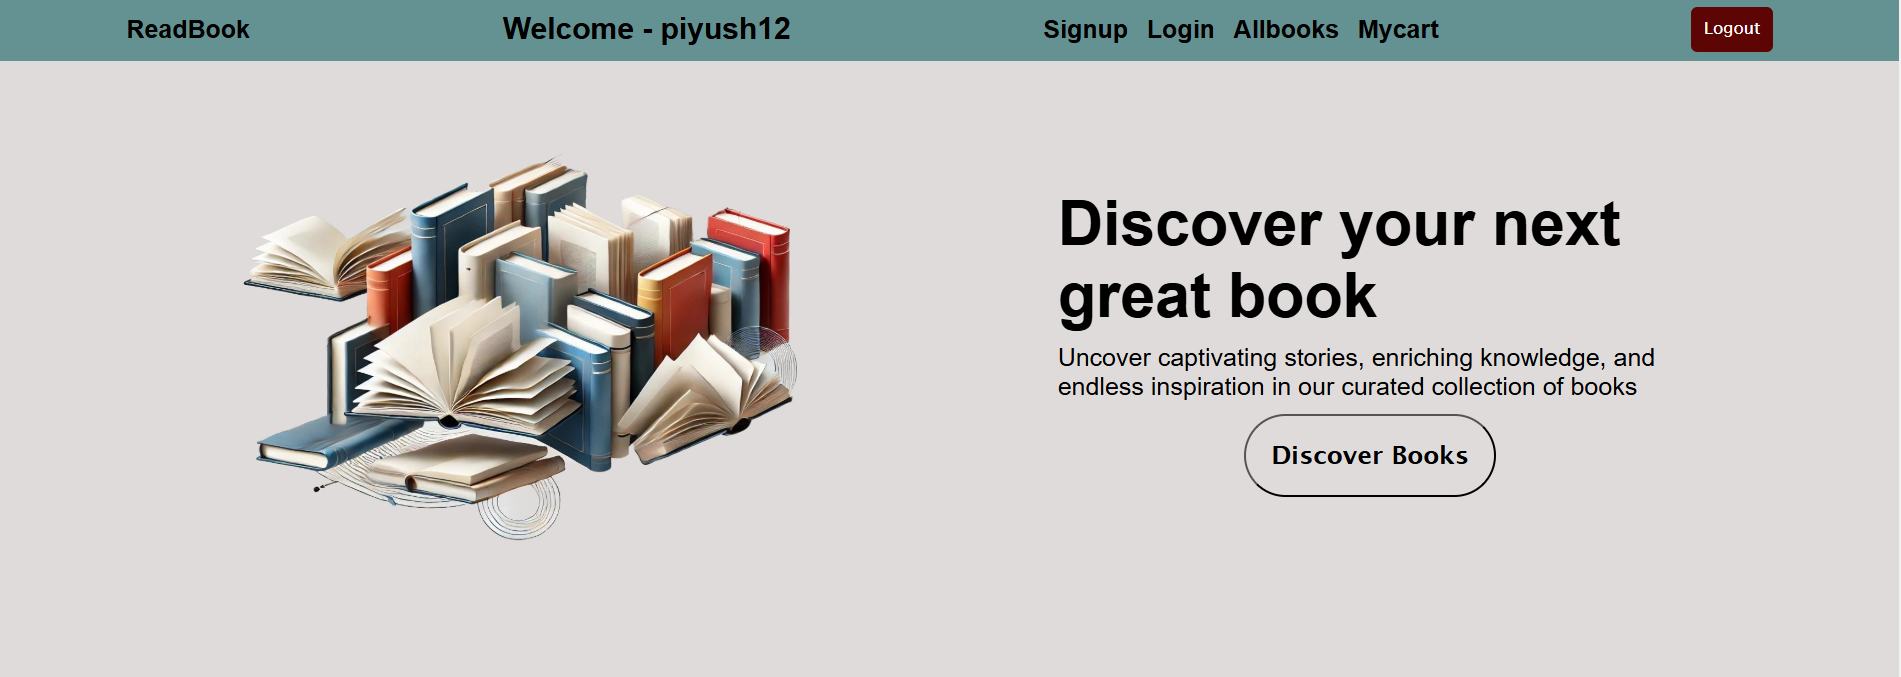 ReadBook
Welcome - piyush12
Signup Login Allbooks Mycart
Logout
Discover your next
great book
Uncover captivating stories, enriching knowledge, and
endless inspiration in our curated collection of books
Discover Books